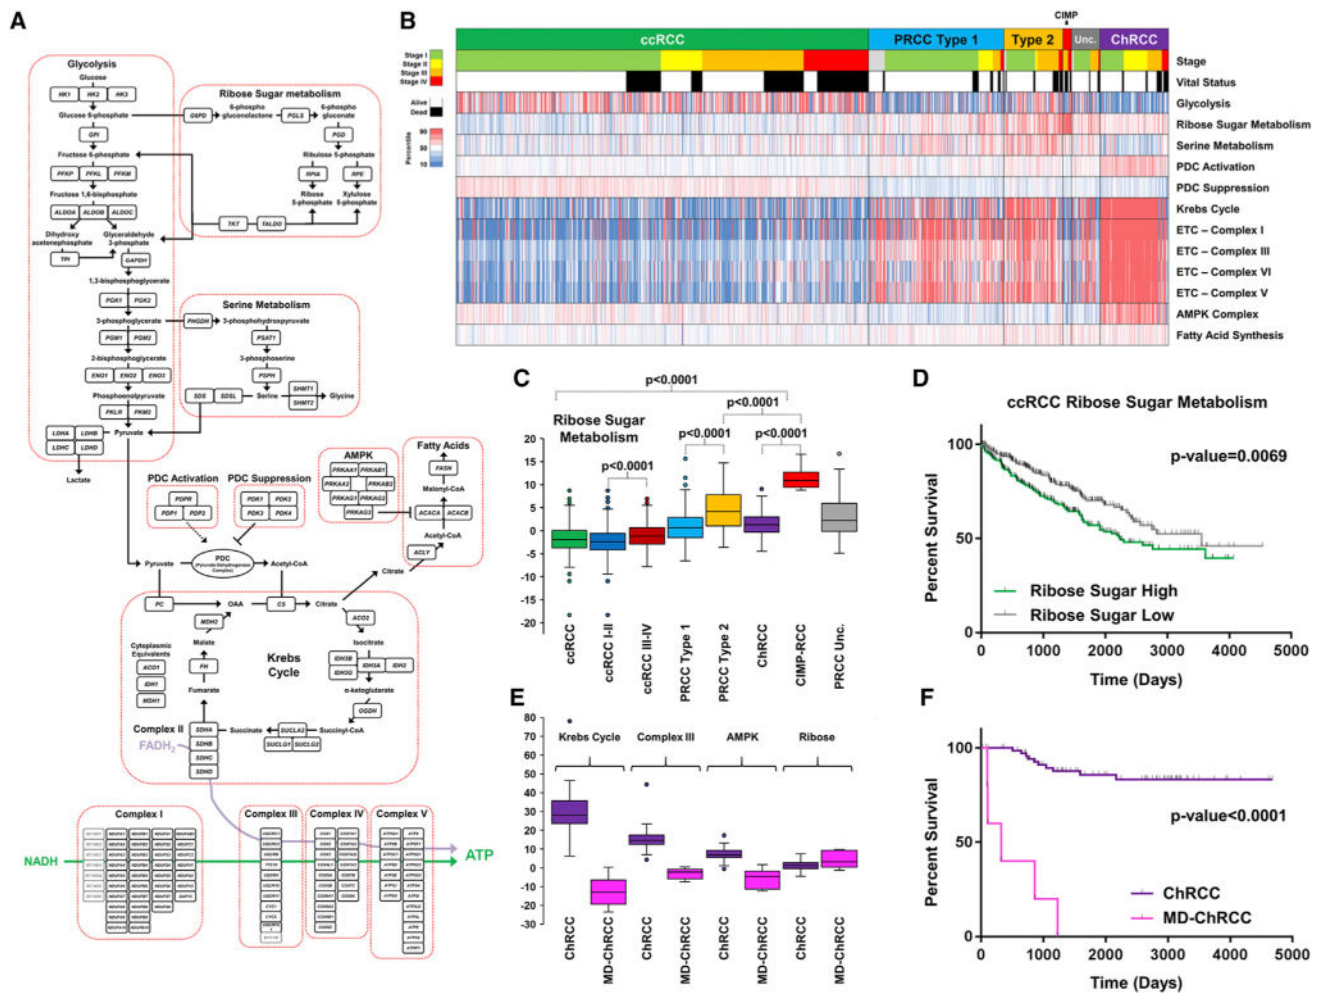 A
Glycolysis
Glucose
HK1 HK2 HK3
Glucose 6-phosphate
GPI
Fructose 6-phosphate
PFKP PFKL PFKM
Fructose 1,6-bisphosphate
ALDOA ALDOB ALDOC
Dihydroxy
acetonephosphate
Glyceraldehyde
3-phosphate
TPI GAPDH
1,3-bisphosphoglycerate
PGK1 PGK2
3-phosphoglycerate
PGM1 PGM2
2-bisphosphoglycerate
ENO1 ENO2 ENO3
Phosphoenolpyruvate
PKLR PKM2
Pyruvate
LDHA LDHB
LDHC LDHD
Lactate
Ribose Sugar metabolism
G6PD
6-phospho
gluconolactone
PGLS
6-phospho
gluconate
PGD
Ribulose 5-phosphate
RPIA RPE
Ribose
5-phosphate
Xylulose
5-phosphate
TKT TALDO
Serine Metabolism
PHGDH
3-phosphohydroxpyruvate
PSAT1
3-phosphoserine
PSPH
SDS SDSL
Serine
SHMT1
SHMT2
Glycine
PDC Activation
PDPR
PDP1 PDP2
PDC Suppression
PDK1 PDK2
PDK3 PDK4
AMPK
PRKAA1 PRKAB1
PRKAA2 PRKAB2
PRKAG1 PRKAG2
PRKAG3
Fatty Acids
FASN
Malonyl-CoA
ACACA ACACB
Acetyl-CoA
ACLY
Citrate
Pyruvate
PDC
(Pyruvate Dehydrogenase
Complex)
Acetyl-CoA
PC
OAA
CS
Citrate
MDH2
ACO2
Malate
Isocitrate
Krebs
Cycle
Cytoplasmic
Equivalents
ACO1
IDH1
MDH1
FH
IDH3B IDH3A IDH2
IDH3G
Fumarate
α-ketoglutarate
OGDH
Complex II
SDHA
SDHB
SDHC
SDHD
FADH2
Succinate
SUCLA2
SUCLG1 SUCLG2
Succinyl-CoA
Complex I
Complex III
Complex IV
Complex V
NADH
ATP
B
CIMP
ccRCC
PRCC Type 1
Type 2
Unc.
ChRCC
Stage I
Stage II
Stage III
Stage IV
Alive
Dead
Percentile
90
50
10
Stage
Vital Status
Glycolysis
Ribose Sugar Metabolism
Serine Metabolism
PDC Activation
PDC Suppression
Krebs Cycle
ETC – Complex I
ETC – Complex III
ETC – Complex VI
ETC – Complex V
AMPK Complex
Fatty Acid Synthesis
C
p<0.0001
p<0.0001
Ribose Sugar
Metabolism
p<0.0001
p<0.0001
p<0.0001
20
15
10
5
0
-5
-10
-15
-20
ccRCC
ccRCC I-II
ccRCC III-IV
PRCC Type 1
PRCC Type 2
ChRCC
CIMP-RCC
PRCC Unc.
D
ccRCC Ribose Sugar Metabolism
p-value=0.0069
Percent Survival
100
50
0
Ribose Sugar High
Ribose Sugar Low
0 1000 2000 3000 4000 5000
Time (Days)
E
80
70
60
50
40
30
20
10
0
-10
-20
-30
Krebs Cycle
Complex III
AMPK
Ribose
ChRCC
MD-ChRCC
ChRCC
MD-ChRCC
ChRCC
MD-ChRCC
ChRCC
MD-ChRCC
F
p-value<0.0001
Percent Survival
100
50
0
ChRCC
MD-ChRCC
0 1000 2000 3000 4000 5000
Time (Days)